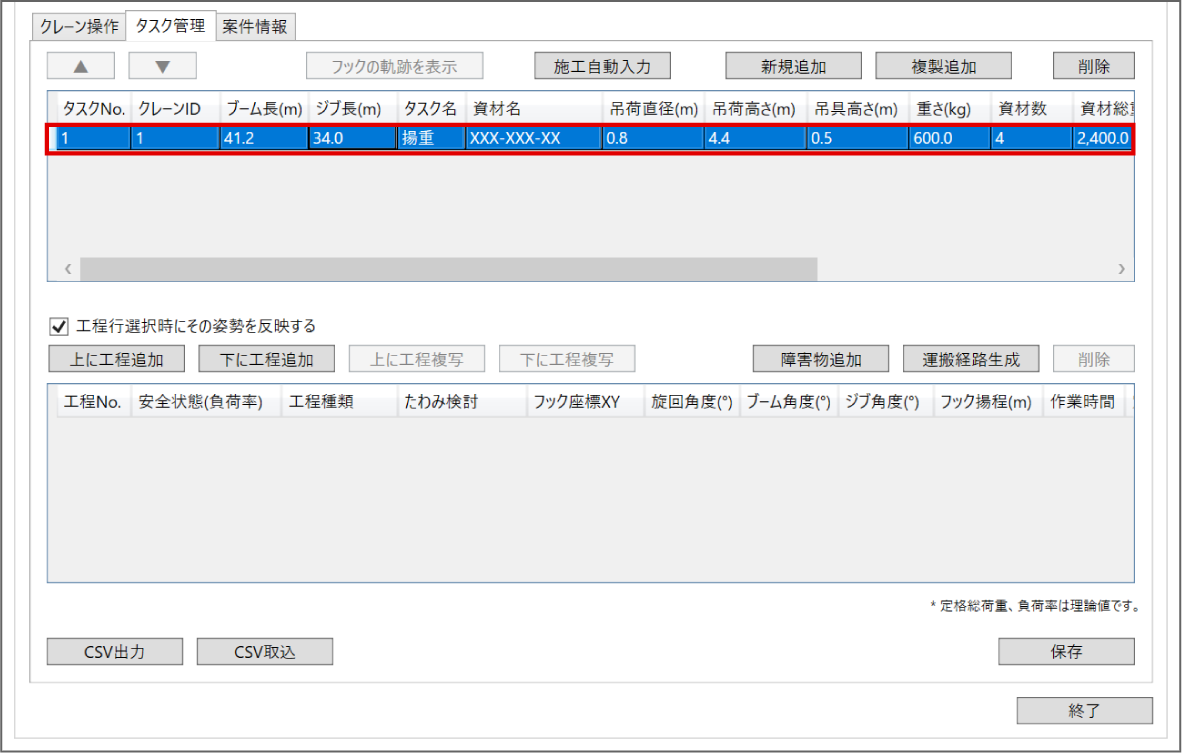 クレーン操作 タスク管理 案件情報
▲ ▼ フックの軌跡を表示 施工自動入力 新規追加 複製追加 削除
タスクNo. クレーンID ブーム長(m) ジブ長(m) タスク名 資材名 吊荷直径(m) 吊荷高さ(m) 吊具高さ(m) 重さ(kg) 資材数 資材総重
1 1 41.2 34.0 揚重 XXX-XXX-XX 0.8 4.4 0.5 600.0 4 2,400.0
工程行選択時にその姿勢を反映する
上に工程追加 下に工程追加 上に工程複写 下に工程複写 障害物追加 運搬経路生成 削除
工程No. 安全状態(負荷率) 工程種類 たわみ検討 フック座標XY 旋回角度(°) ブーム角度(°) ジブ角度(°) フック揚程(m) 作業時間
* 定格総荷重、負荷率は理論値です。
CSV出力 CSV取込 保存
終了